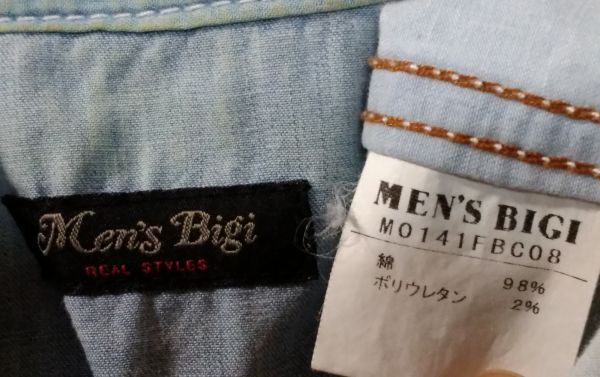 Men's Bigi
REAL STYLES
MEN'S BIGI
M0141FBC08
綿 98%
ポリウレタン 2%